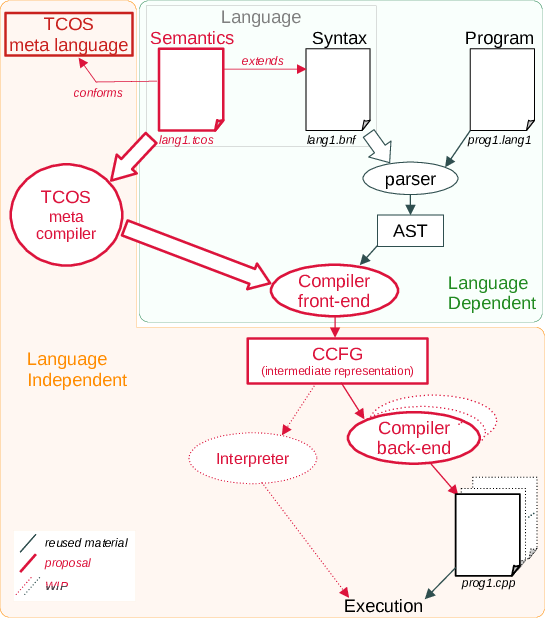 TCOS
meta language
Language
Semantics
Syntax
Program
extends
conforms
lang1.tcos
lang1.bnf
prog1.lang1
TCOS
meta
compiler
parser
AST
Compiler
front-end
Language
Dependent
CCFG
(intermediate representation)
Language
Independent
Compiler
back-end
Interpreter
reused material
proposal
WIP
prog1.cpp
Execution